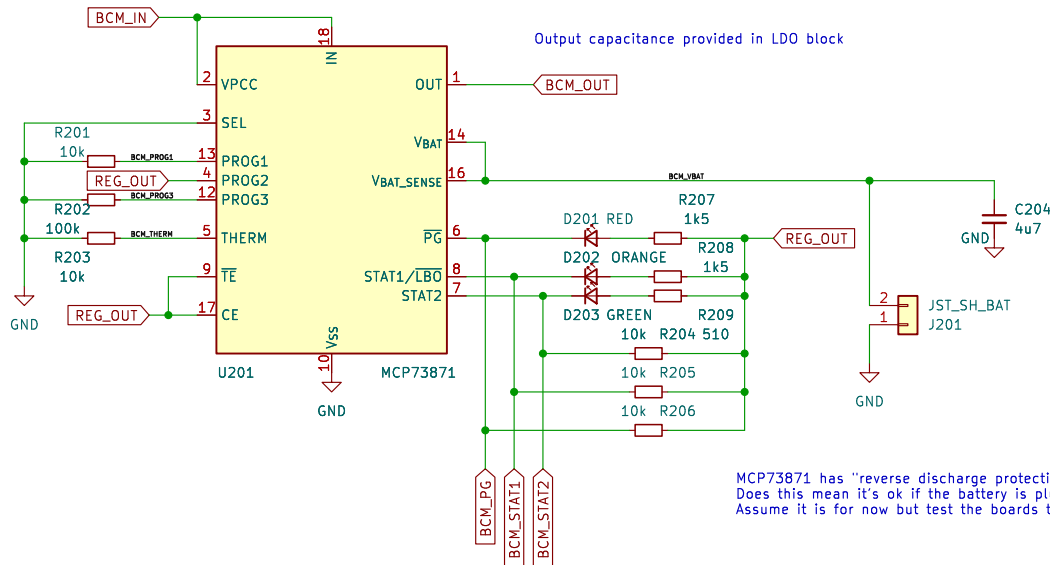 BCM_IN
Output capacitance provided in LDO block
18
IN
2 VPCC
OUT 1
BCM_OUT
3 SEL
R201
10k
BCM_PROG1
13 PROG1
VBAT 14
REG_OUT
4 PROG2
VBAT_SENSE 16
BCM_VBAT
BCM_PROG3
12 PROG3
R202
100k
R207
1k5
C204
4u7
GND
D201 RED
BCM_THERM
5 THERM
PG 6
REG_OUT
R203
10k
D202 ORANGE
R208
1k5
9 TE
STAT1/LBO 8
STAT2 7
GND
REG_OUT
17 CE
D203 GREEN
R209
510
2
1
JST_SH_BAT
J201
VSS
10
10k R204
U201
MCP73871
10k R205
GND
GND
10k R206
BCM_PG
BCM_STAT1
BCM_STAT2
MCP73871 has "reverse discharge protecti
Does this mean it's ok if the battery is pl
Assume it is for now but test the boards t